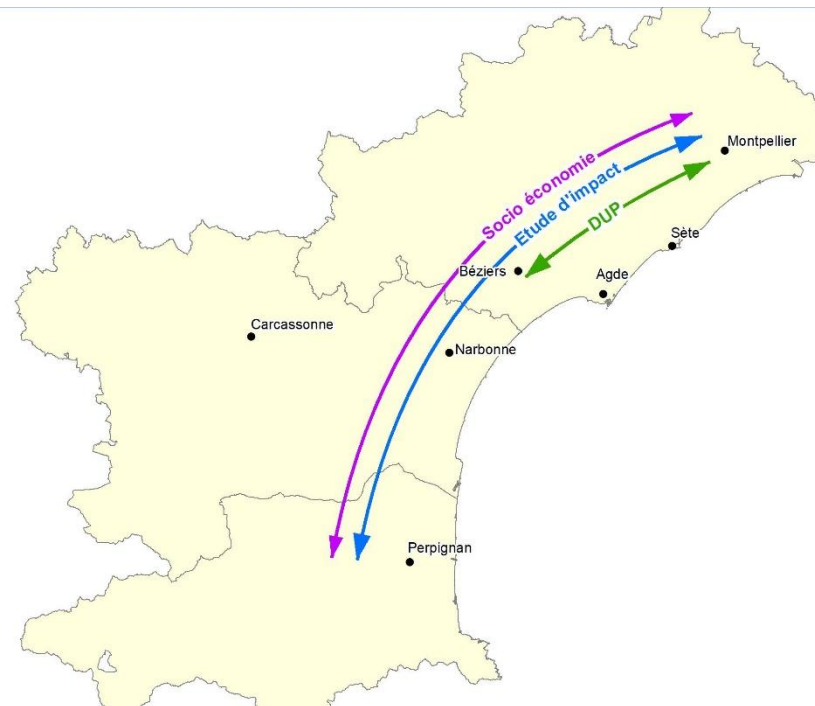 Montpellier
Socio économie
Etude d'impact
DUP
Sète
Béziers
Agde
Carcassonne
Narbonne
Perpignan